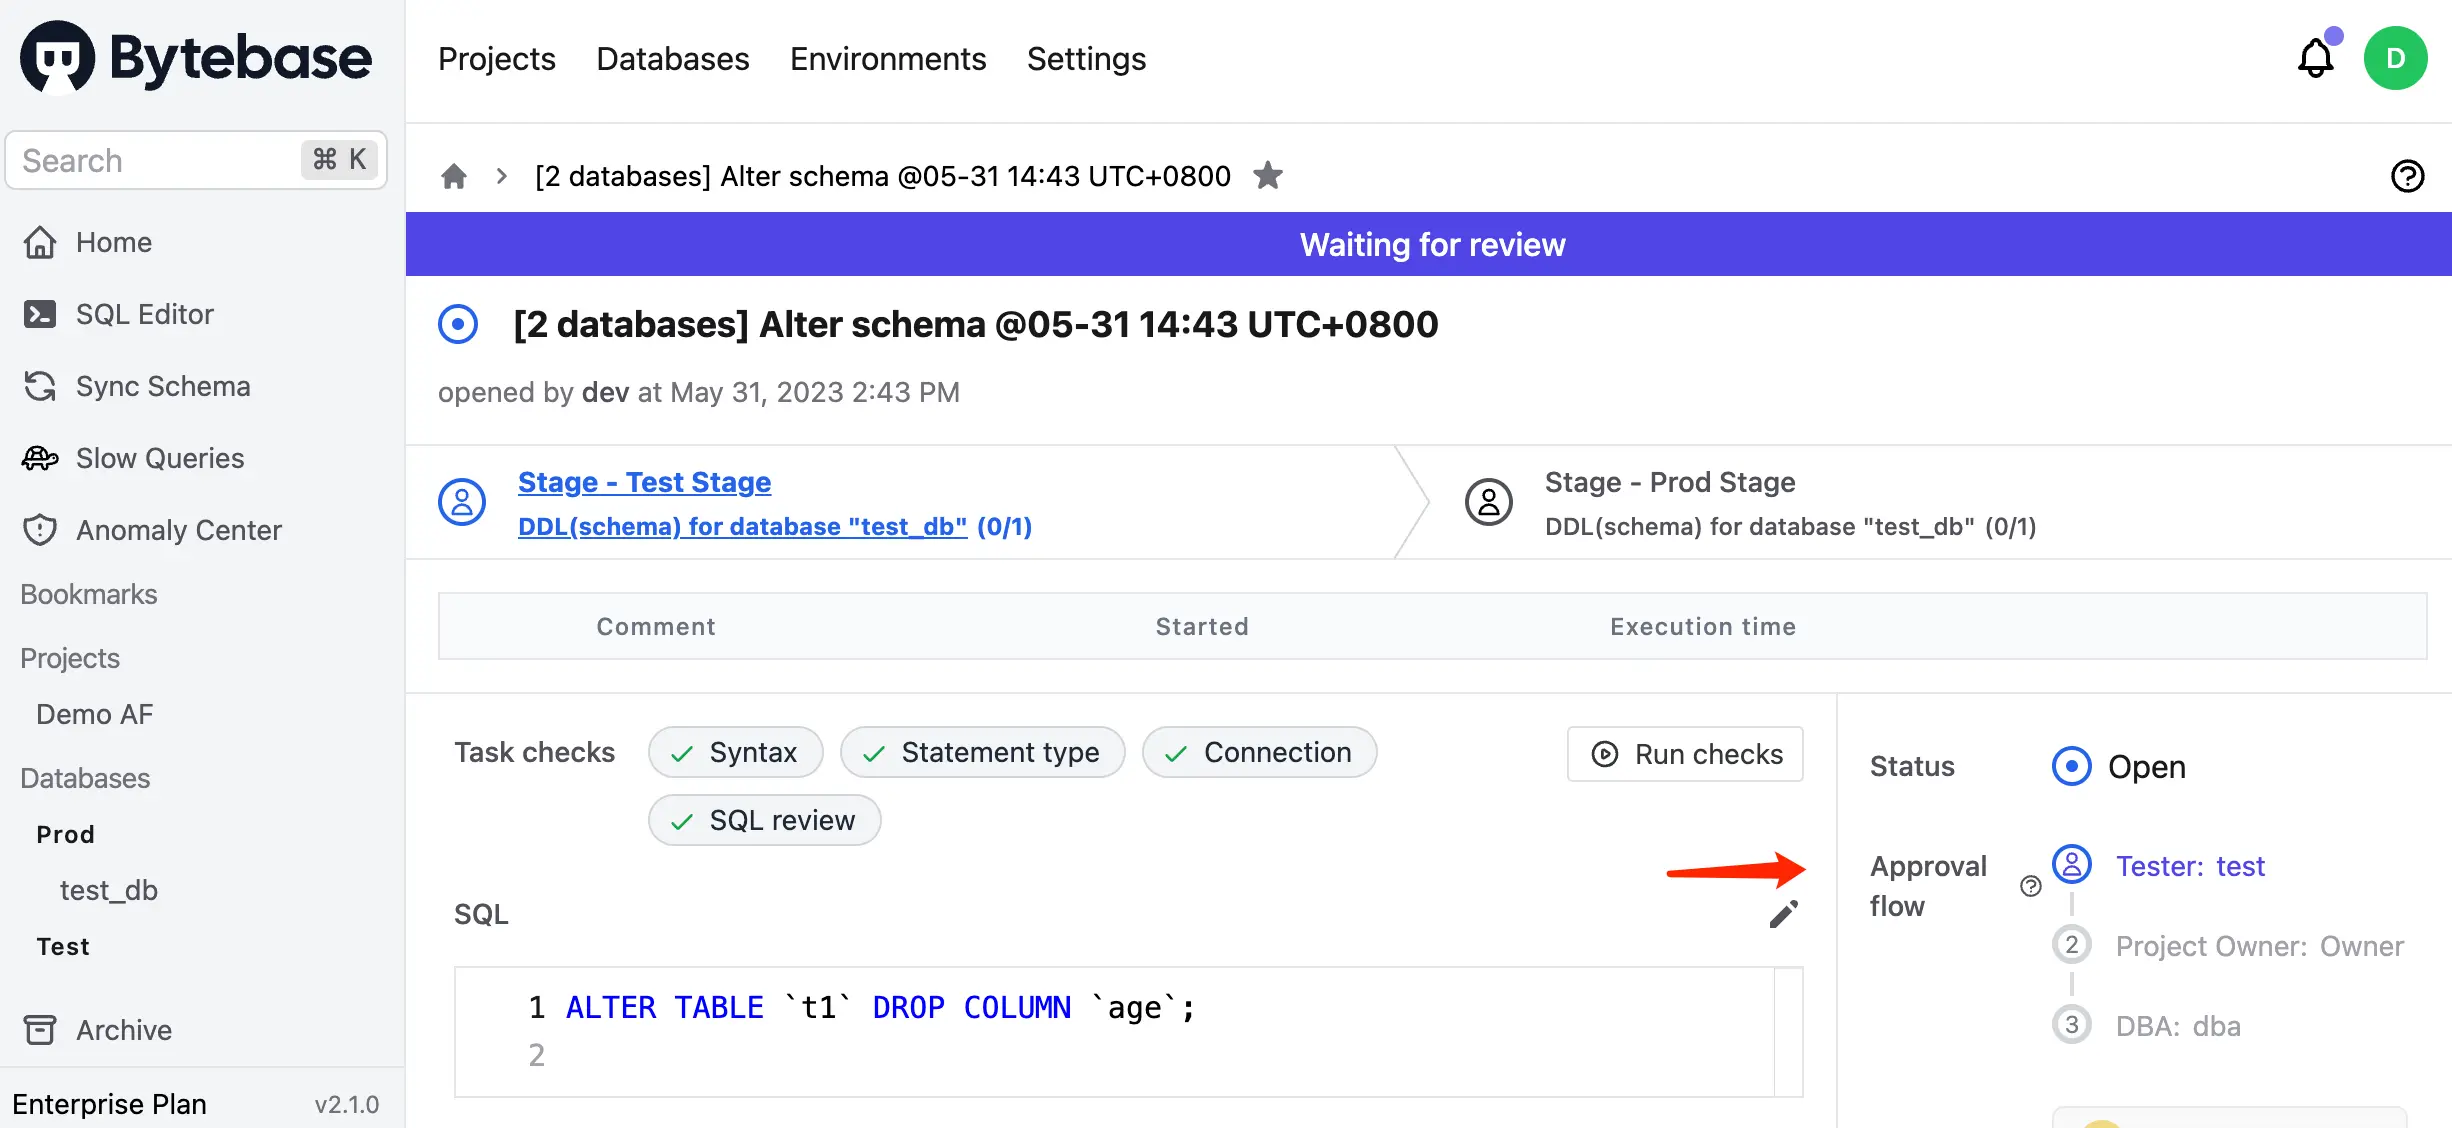 Bytebase
Projects
Databases
Environments
Settings
D
Search
⌘ K
[2 databases] Alter schema @05-31 14:43 UTC+0800
Home
SQL Editor
Sync Schema
Slow Queries
Anomaly Center
Bookmarks
Projects
Demo AF
Databases
Prod
test_db
Test
Archive
Enterprise Plan
v2.1.0
Waiting for review
[2 databases] Alter schema @05-31 14:43 UTC+0800
opened by dev at May 31, 2023 2:43 PM
Stage - Test Stage
DDL(schema) for database "test_db" (0/1)
Stage - Prod Stage
DDL(schema) for database "test_db" (0/1)
Comment
Started
Execution time
Task checks
Syntax
Statement type
Connection
SQL review
Run checks
SQL
1 ALTER TABLE `t1` DROP COLUMN `age`;
2
Status
Open
Approval
flow
Tester: test
2 Project Owner: Owner
3 DBA: dba